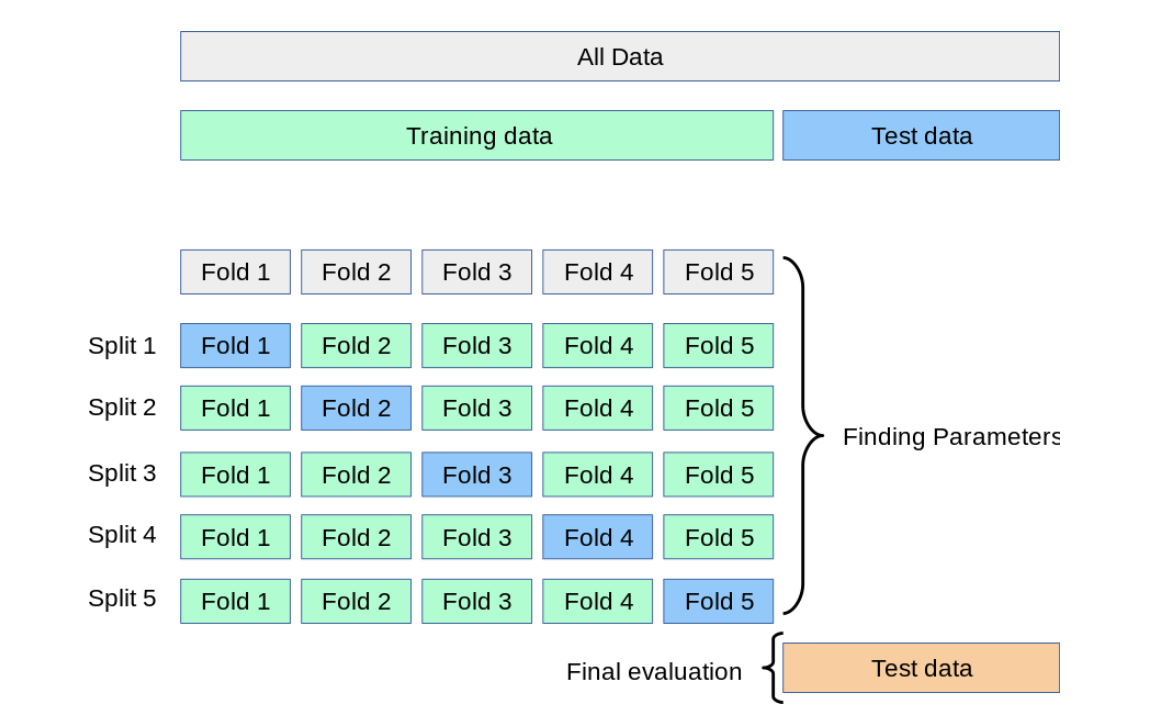 All Data
Training data Test data
Fold 1 Fold 2 Fold 3 Fold 4 Fold 5
Split 1 Fold 1 Fold 2 Fold 3 Fold 4 Fold 5
Split 2 Fold 1 Fold 2 Fold 3 Fold 4 Fold 5
Finding Parameters
Split 3 Fold 1 Fold 2 Fold 3 Fold 4 Fold 5
Split 4 Fold 1 Fold 2 Fold 3 Fold 4 Fold 5
Split 5 Fold 1 Fold 2 Fold 3 Fold 4 Fold 5
Final evaluation Test data